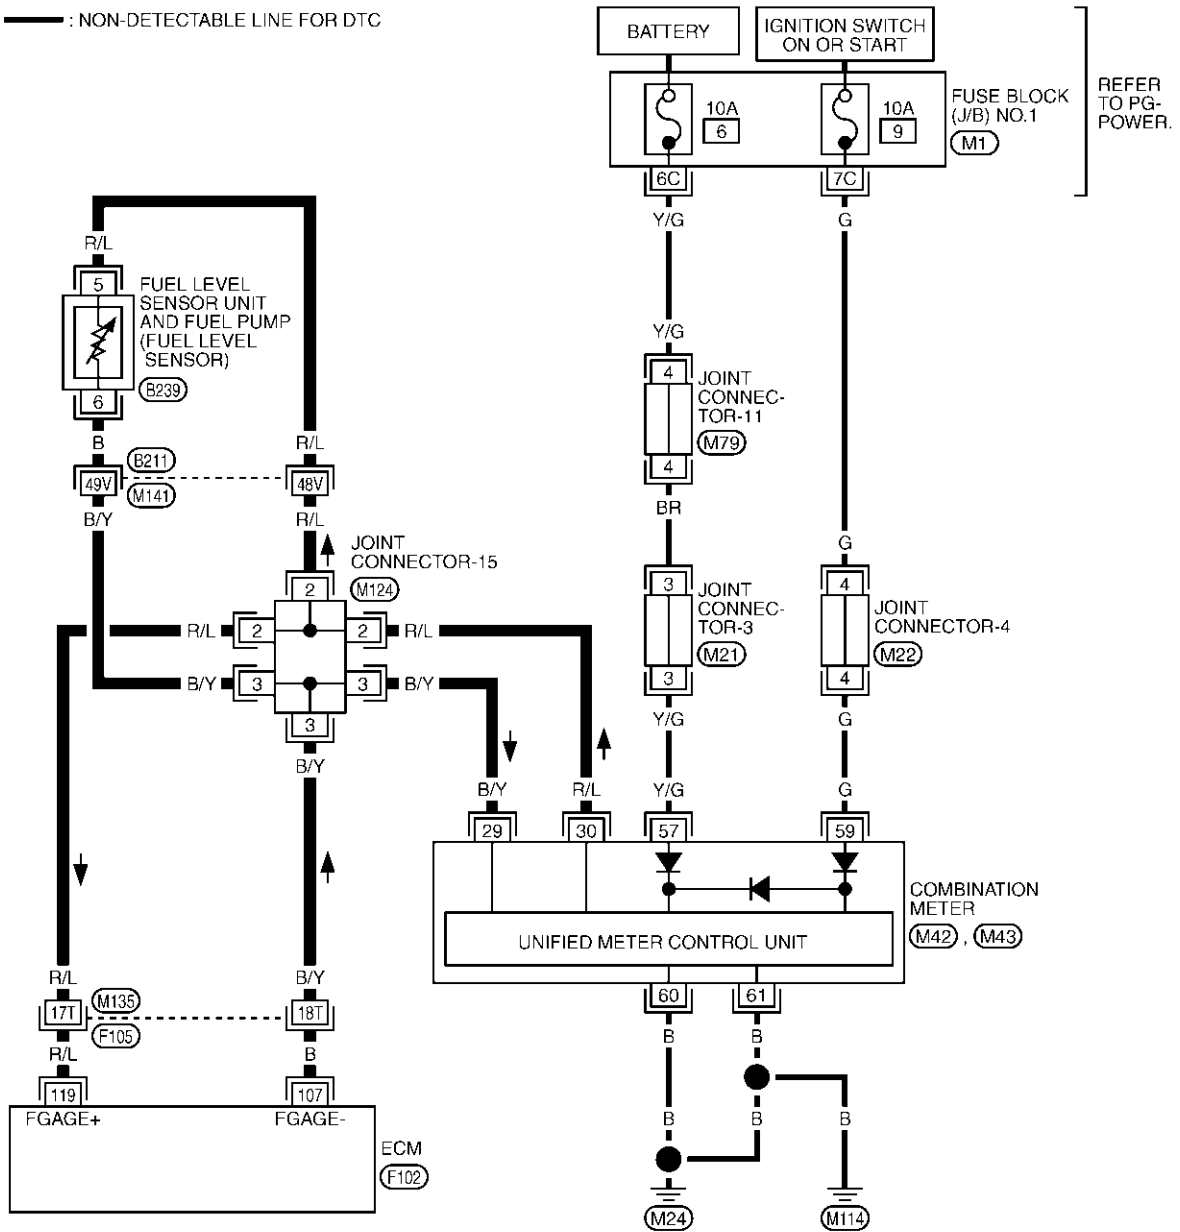 : NON-DETECTABLE LINE FOR DTC
BATTERY
IGNITION SWITCH
ON OR START
10A
6
10A
9
FUSE BLOCK
(J/B) NO.1
M1
REFER
TO PG-
POWER.
6C
7C
Y/G
G
R/L
5
FUEL LEVEL
SENSOR UNIT
AND FUEL PUMP
(FUEL LEVEL
SENSOR)
B239
6
B
R/L
B211
49V
48V
M141
B/Y
R/L
Y/G
4
JOINT
CONNEC-
TOR-11
M79
4
BR
G
JOINT
CONNECTOR-15
M124
2
R/L
2
2
R/L
B/Y
3
3
B/Y
3
B/Y
3
JOINT
CONNEC-
TOR-3
M21
3
Y/G
4
JOINT
CONNECTOR-4
M22
4
G
B/Y
R/L
Y/G
G
29
30
57
59
COMBINATION
METER
M42 , M43
UNIFIED METER CONTROL UNIT
60
61
R/L
B/Y
17T
M135
18T
F105
R/L
B
119
107
FGAGE+
FGAGE-
ECM
F102
B
B
B
B
B
M24
M114